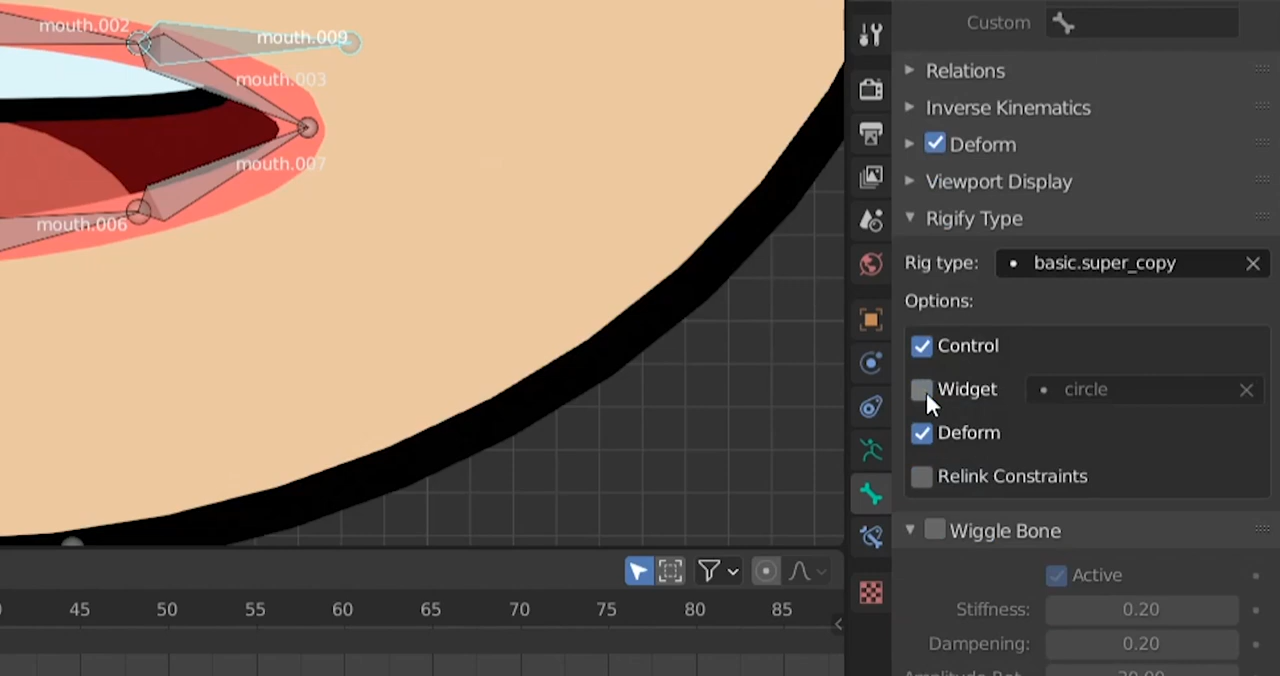 mouth.002
mouth.009
mouth.003
mouth.007
mouth.006
Custom
Relations
Inverse Kinematics
Deform
Viewport Display
Rigify Type
Rig type: basic.super_copy
Options:
Control
Widget circle
Deform
Relink Constraints
Wiggle Bone
Active
Stiffness: 0.20
Dampening: 0.20
45 50 55 60 65 70 75 80 85